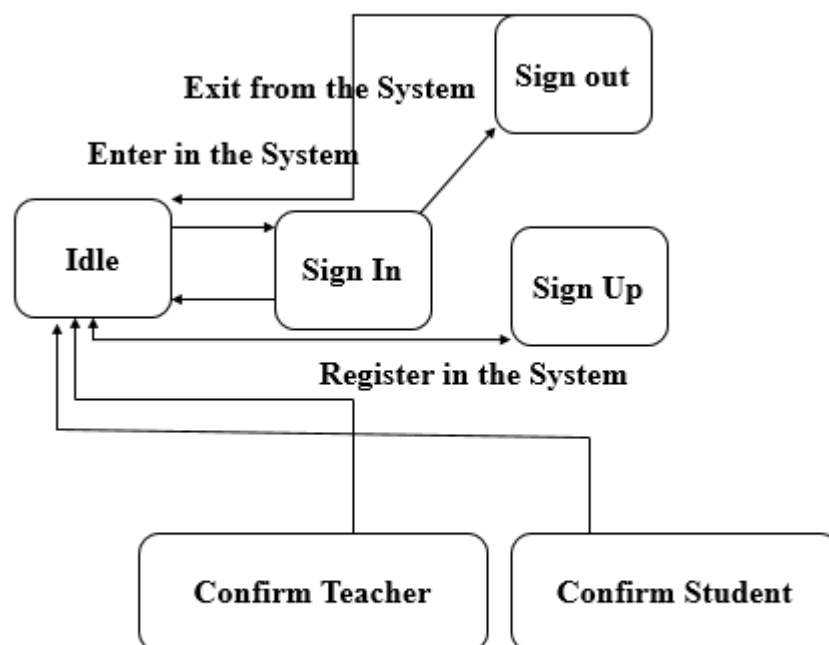 Sign out
Exit from the System
Enter in the System
Idle
Sign In
Sign Up
Register in the System
Confirm Teacher
Confirm Student